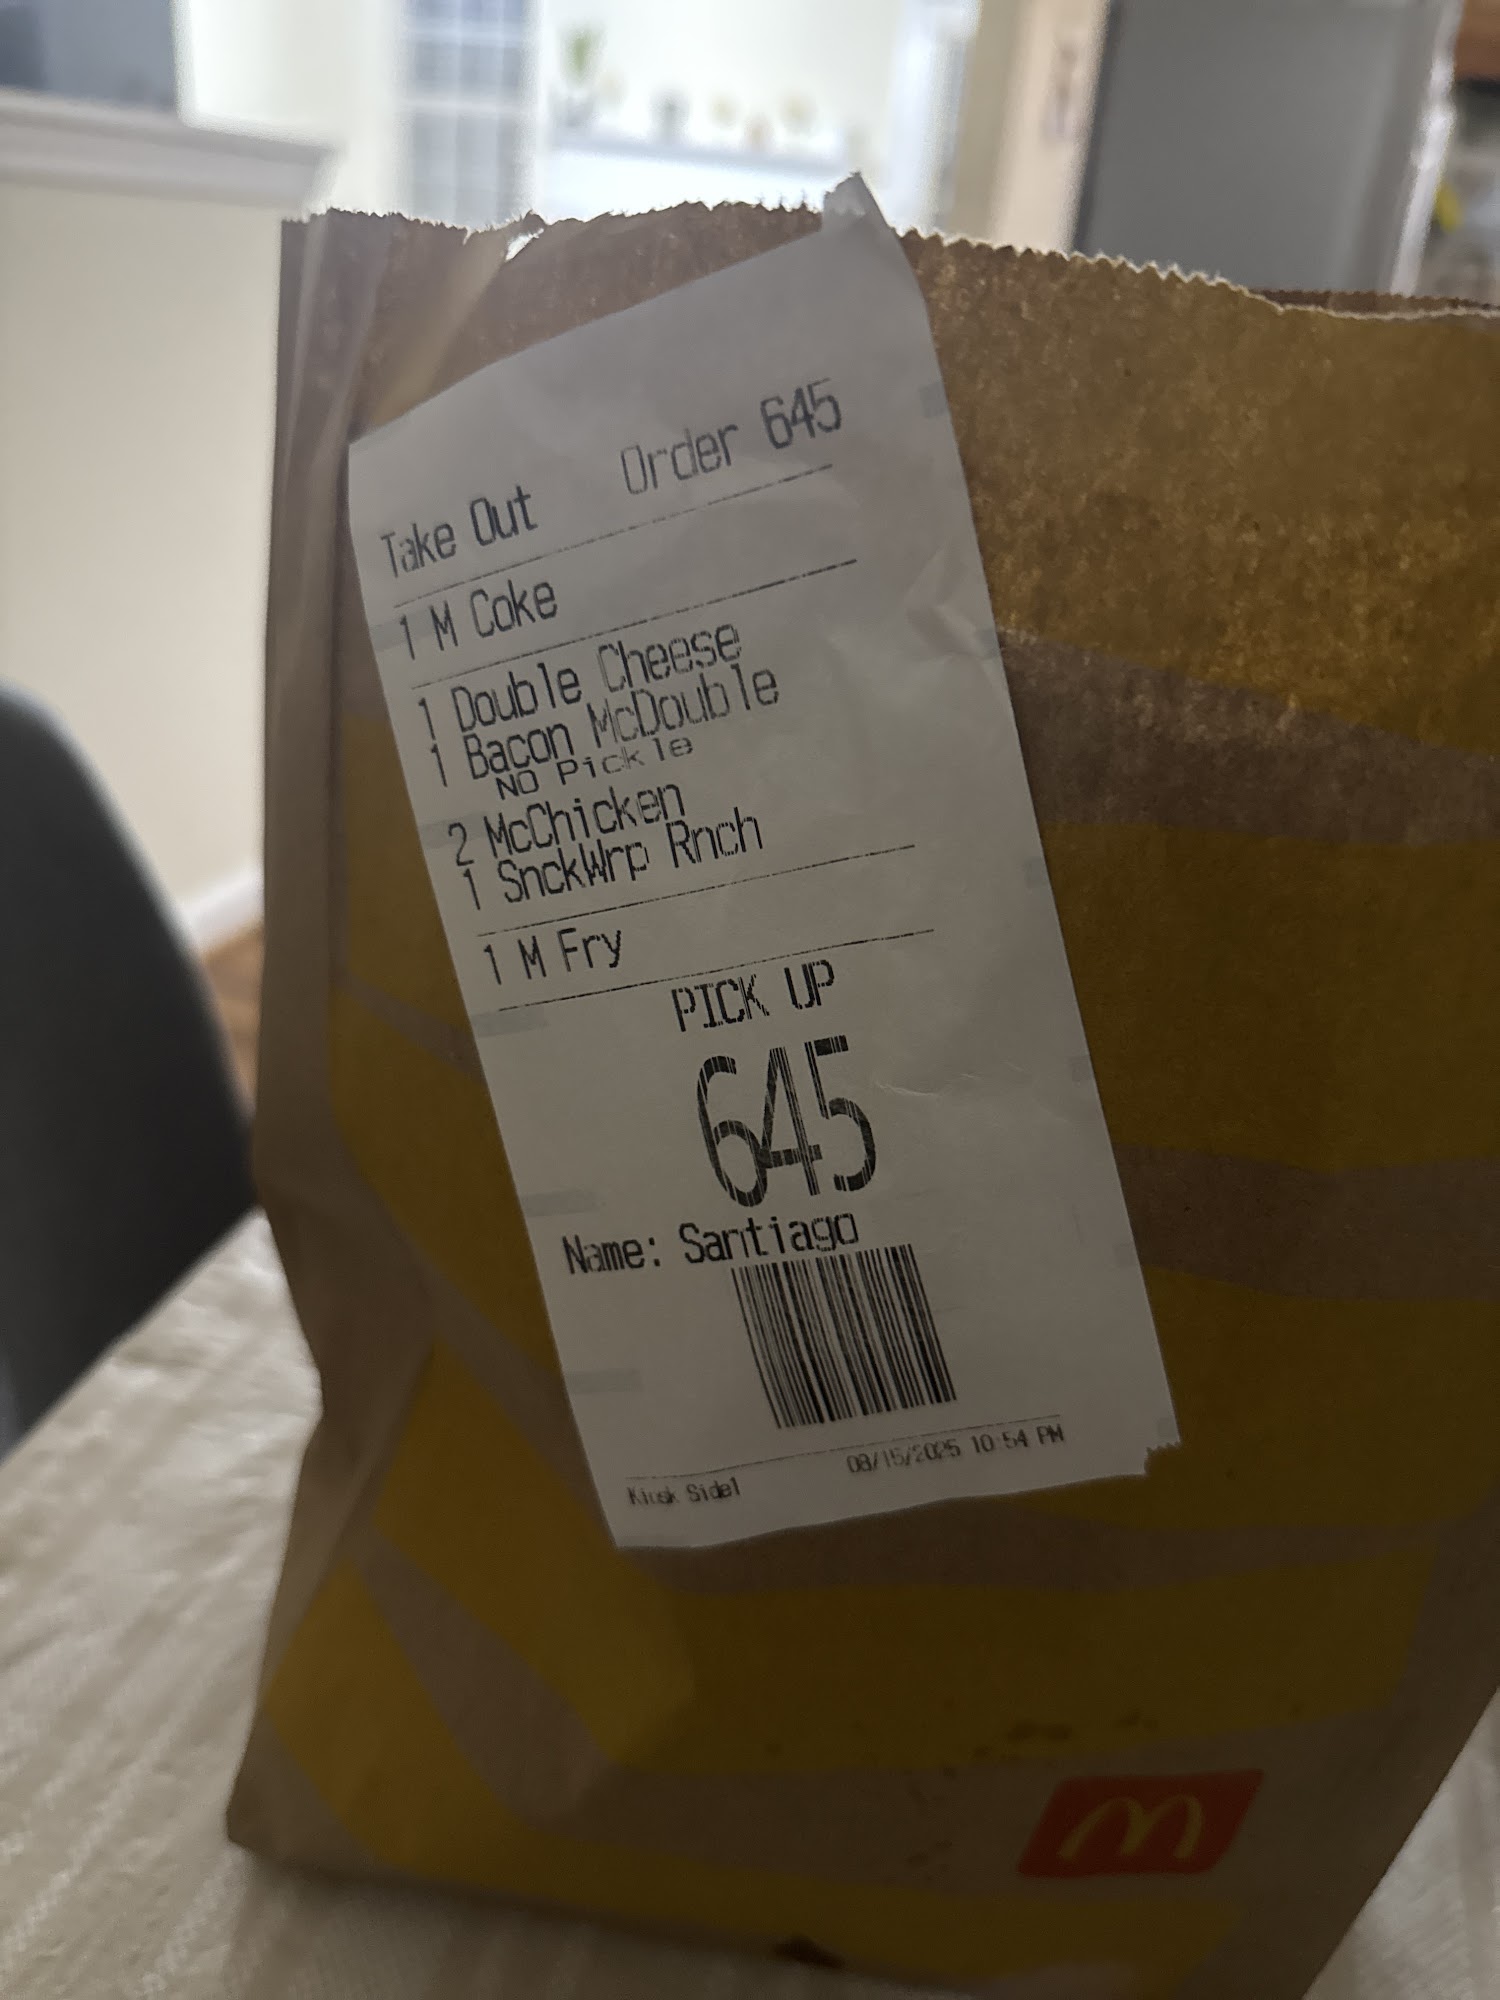 Take Out Order 645
1 M Coke
1 Double Cheese
1 Bacon McDouble
NO Pickle
2 McChicken
1 SnckWrp Rnch
1 M Fry
PICK UP
645
Name: Santiago
Kiosk Side1 08/15/2025 10:54 PM